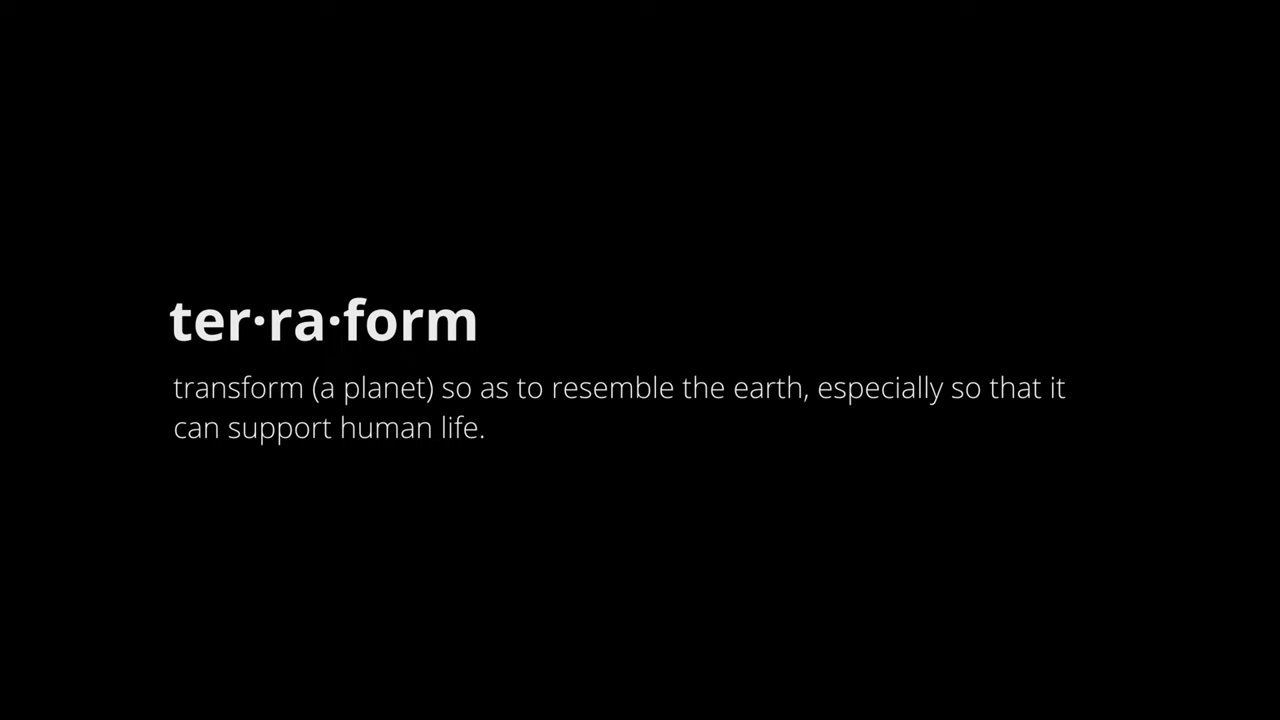 ter·ra·form
transform (a planet) so as to resemble the earth, especially so that it
can support human life.